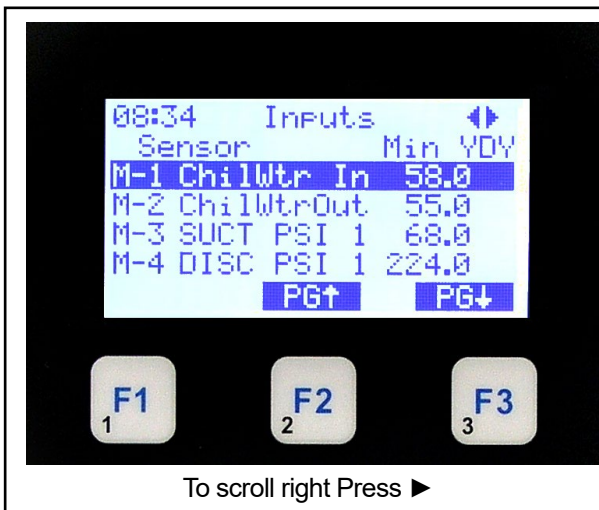 08:34 Inputs ◀▶
Sensor Min YDY
M-1 ChilWtr In 58.0
M-2 ChilWtrOut 55.0
M-3 SUCT PSI 1 68.0
M-4 DISC PSI 1 224.0
PG↑ PG↓
F1 F2 F3
1 2 3
To scroll right Press ►